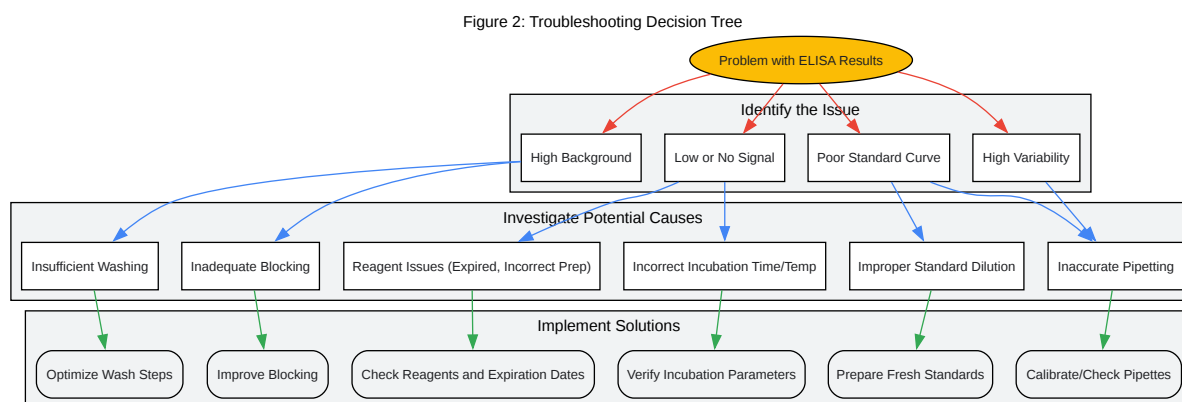 Figure 2: Troubleshooting Decision Tree
Problem with ELISA Results
Identify the Issue
High Background
Low or No Signal
Poor Standard Curve
High Variability
Investigate Potential Causes
Insufficient Washing
Inadequate Blocking
Reagent Issues (Expired, Incorrect Prep)
Incorrect Incubation Time/Temp
Improper Standard Dilution
Inaccurate Pipetting
Implement Solutions
Optimize Wash Steps
Improve Blocking
Check Reagents and Expiration Dates
Verify Incubation Parameters
Prepare Fresh Standards
Calibrate/Check Pipettes